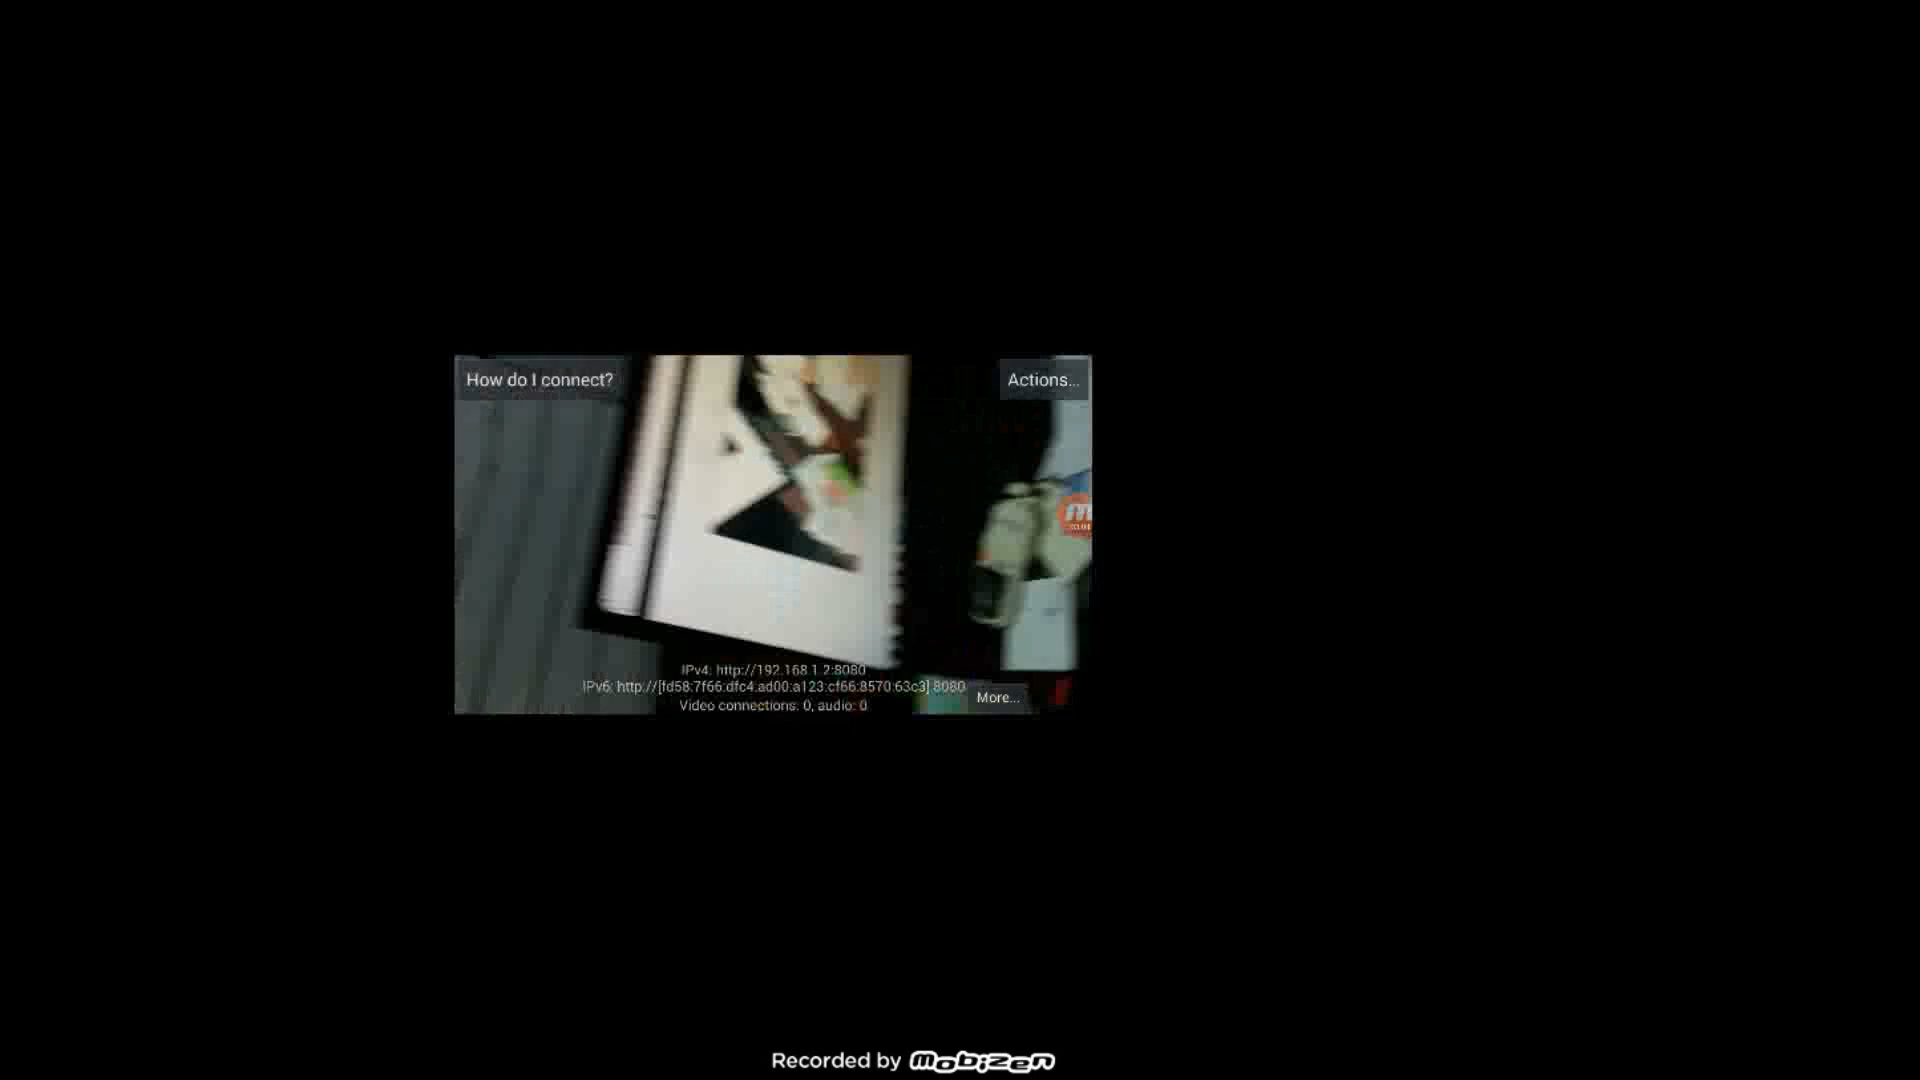 How do I connect?
Actions...
IPv4: http://192.168.1.2:8080
IPv6: http://[fd58:7f66:dfc4:ad00:a123:cf66:8570:63c3]:8080
Video connections: 0, audio: 0
More...
Recorded by mobizen